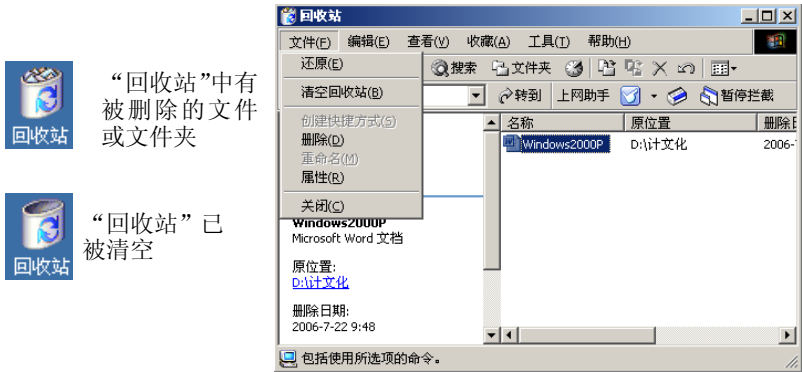 回收站
“回收站”中有
被删除的文件
或文件夹
回收站
“回收站”已
被清空
回收站
文件(F) 编辑(E) 查看(V) 收藏(A) 工具(T) 帮助(H)
还原(E)
清空回收站(B)
创建快捷方式(S)
删除(D)
重命名(M)
属性(R)
关闭(C)
搜索 文件夹
转到 上网助手 暂停拦截
名称 原位置
Windows2000P D:\计文化 2006-
Windows2000P
Microsoft Word 文档
原位置:
D:\计文化
删除日期:
2006-7-22 9:48
包括使用所选项的命令。